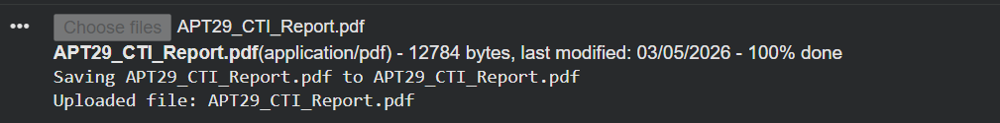 ••• Choose files APT29_CTI_Report.pdf
APT29_CTI_Report.pdf(application/pdf) - 12784 bytes, last modified: 03/05/2026 - 100% done
Saving APT29_CTI_Report.pdf to APT29_CTI_Report.pdf
Uploaded file: APT29_CTI_Report.pdf